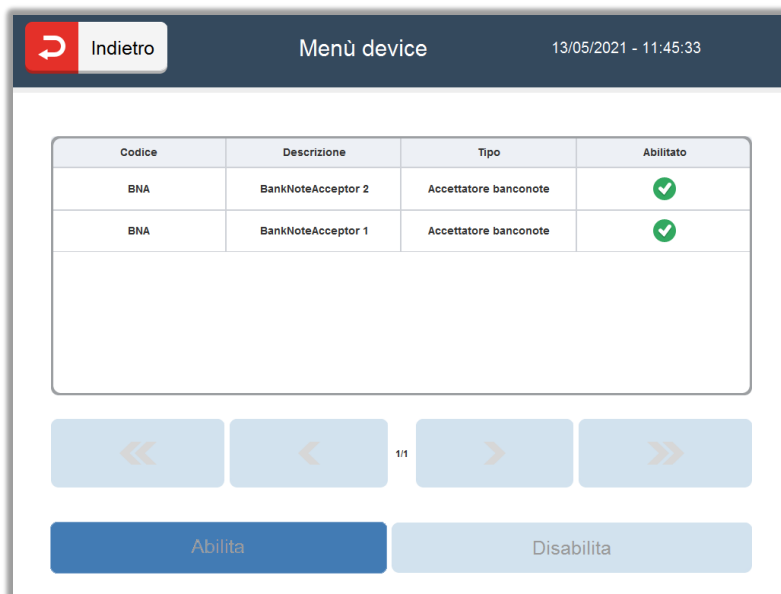 Indietro Menù device 13/05/2021 - 11:45:33
Codice Descrizione Tipo Abilitato
BNA BankNoteAcceptor 2 Accettatore banconote
BNA BankNoteAcceptor 1 Accettatore banconote
1/1
Abilita Disabilita